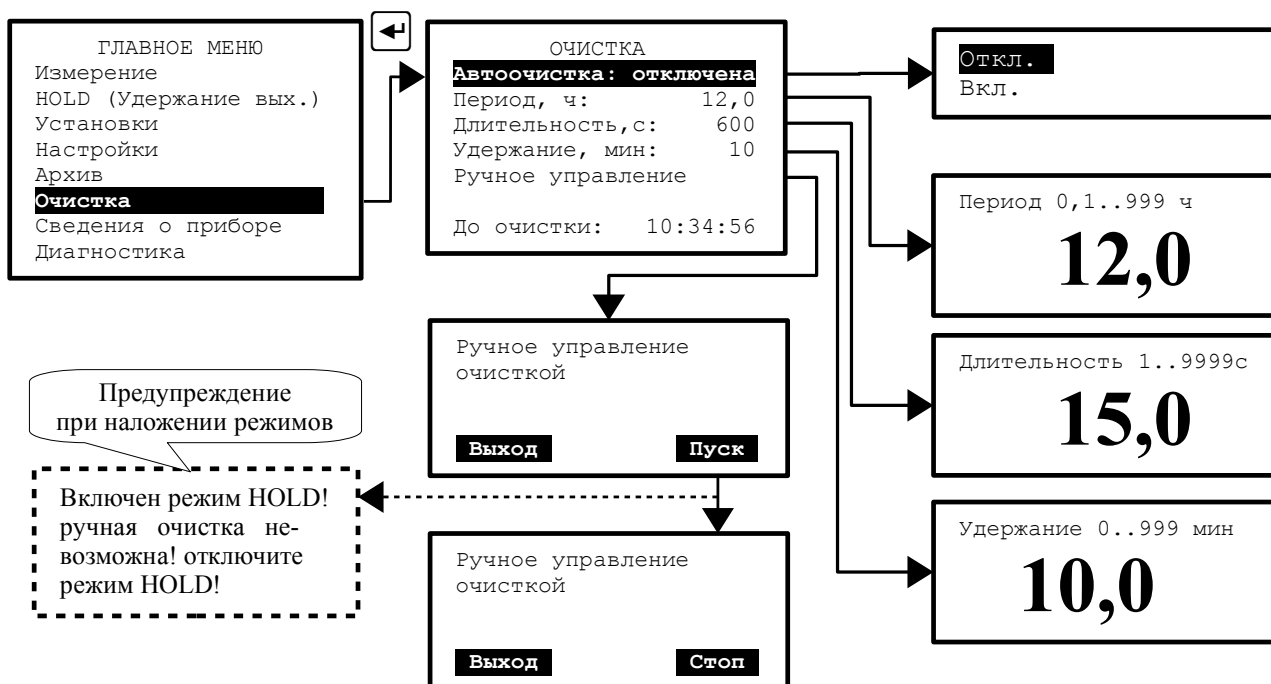 ГЛАВНОЕ МЕНЮ
Измерение
HOLD (Удержание вых.)
Установки
Настройки
Архив
Очистка
Сведения о приборе
Диагностика
ОЧИСТКА
Автоочистка: отключена
Период, ч: 12,0
Длительность,с: 600
Удержание, мин: 10
Ручное управление
До очистки: 10:34:56
Откл.
Вкл.
Период 0,1..999 ч
12,0
Длительность 1..9999с
15,0
Удержание 0..999 мин
10,0
Ручное управление
очисткой
Выход Пуск
Предупреждение
при наложении режимов
Включен режим HOLD!
ручная очистка не-
возможна! отключите
режим HOLD!
Ручное управление
очисткой
Выход Стоп